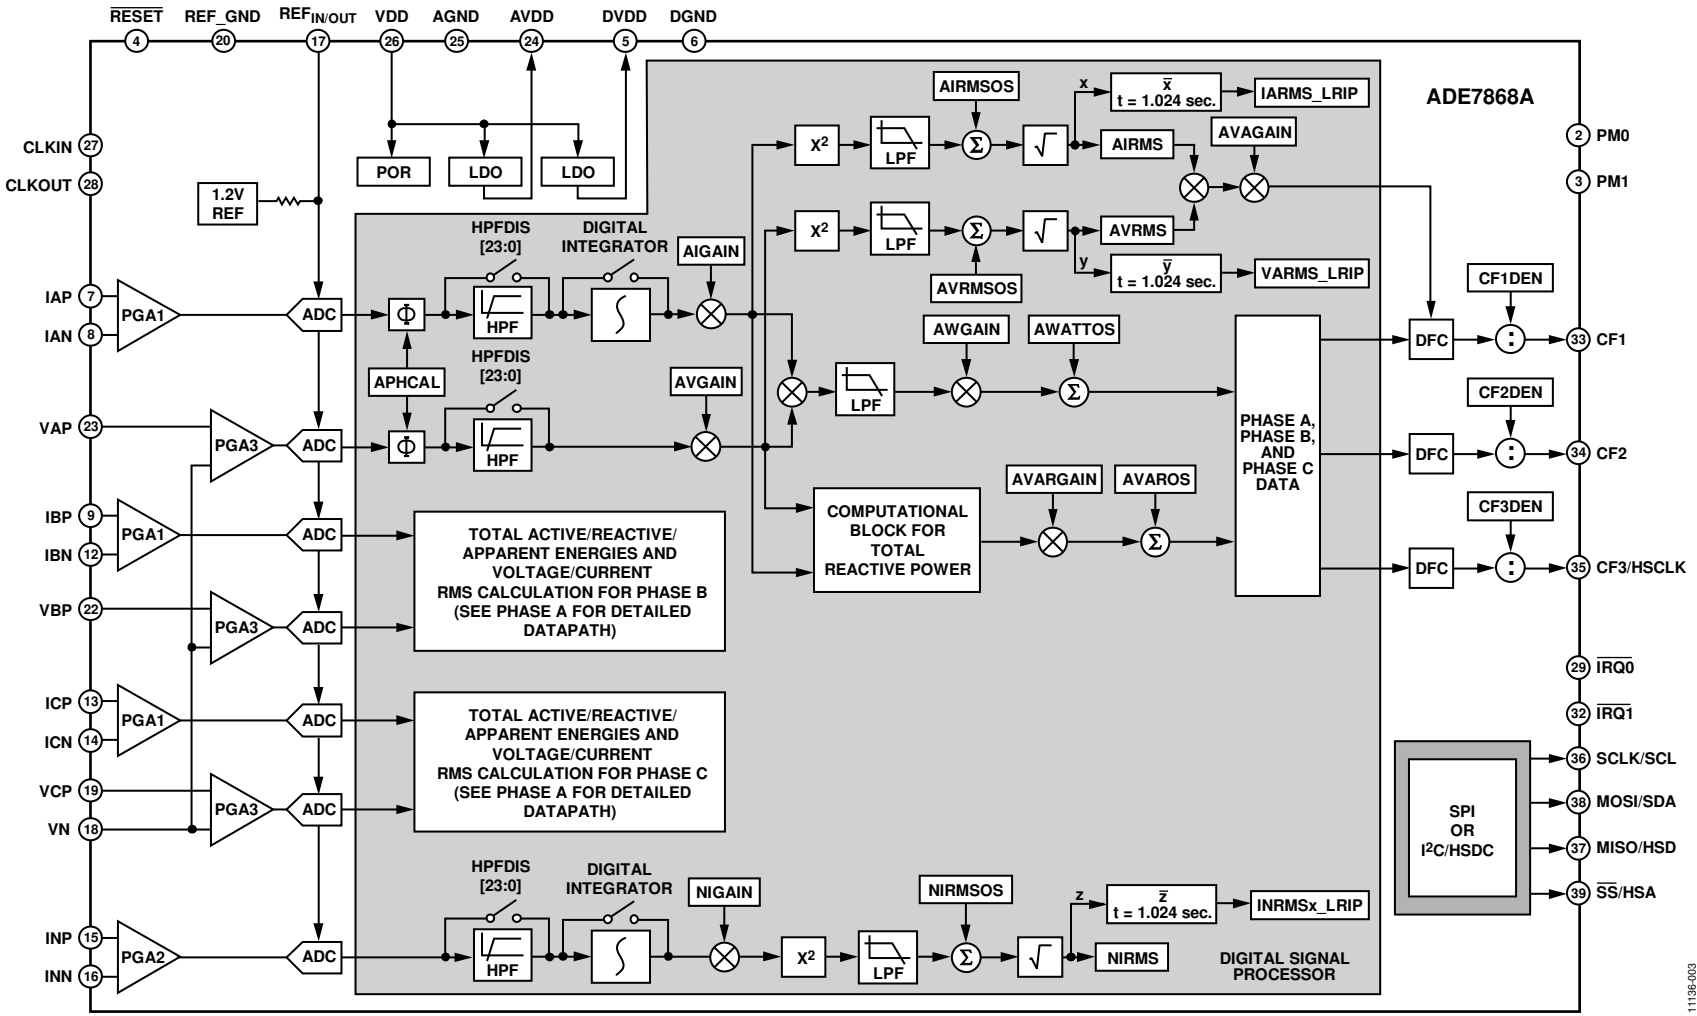 RESET REF_GND REFIN/OUT VDD AGND AVDD DVDD DGND
4 20 17 26 25 24 5 6
ADE7868A
CLKIN 27
CLKOUT 28
1.2V
REF
POR
LDO
LDO
AIRMSOS
X2
LPF
Σ
√
x
x̅
t = 1.024 sec.
IARMS_LRIP
AIRMS
AVAGAIN
2 PM0
3 PM1
X2
LPF
Σ
√
AVRMS
AVRMSOS
y
y̅
t = 1.024 sec.
VARMS_LRIP
HPFDIS
[23:0]
DIGITAL
INTEGRATOR
AIGAIN
IAP 7
IAN 8
PGA1
ADC
Φ
HPF
∫
APHCAL
HPFDIS
[23:0]
AVGAIN
VAP 23
PGA3
ADC
Φ
HPF
AWGAIN
AWATTOS
LPF
Σ
PHASE A,
PHASE B,
AND
PHASE C
DATA
AVARGAIN
AVAROS
COMPUTATIONAL
BLOCK FOR
TOTAL
REACTIVE POWER
Σ
CF1DEN
DFC
:
33 CF1
CF2DEN
DFC
:
34 CF2
CF3DEN
DFC
:
35 CF3/HSCLK
IBP 9
IBN 12
PGA1
ADC
TOTAL ACTIVE/REACTIVE/
APPARENT ENERGIES AND
VOLTAGE/CURRENT
RMS CALCULATION FOR PHASE B
(SEE PHASE A FOR DETAILED
DATAPATH)
VBP 22
PGA3
ADC
ICP 13
ICN 14
PGA1
ADC
TOTAL ACTIVE/REACTIVE/
APPARENT ENERGIES AND
VOLTAGE/CURRENT
RMS CALCULATION FOR PHASE C
(SEE PHASE A FOR DETAILED
DATAPATH)
VCP 19
VN 18
PGA3
ADC
29 IRQ0
32 IRQ1
SPI
OR
I2C/HSDC
36 SCLK/SCL
38 MOSI/SDA
37 MISO/HSD
39 SS/HSA
HPFDIS
[23:0]
DIGITAL
INTEGRATOR
NIGAIN
NIRMSOS
INP 15
INN 16
PGA2
ADC
HPF
∫
X2
LPF
Σ
√
z
z̅
t = 1.024 sec.
INRMSx_LRIP
NIRMS
DIGITAL SIGNAL
PROCESSOR
11136-003